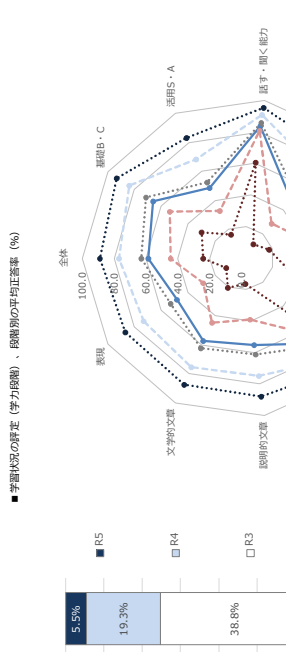 ■ 学習状況の評定（学力段階）、段階別の平均正答率（%）
全体
基礎B・C
活用S・A
話す・聞く能力
表現
文学的文章
説明的文章
100.0
80.0
60.0
40.0
20.0
0.0
R5
R4
R3
5.5%
19.3%
38.8%